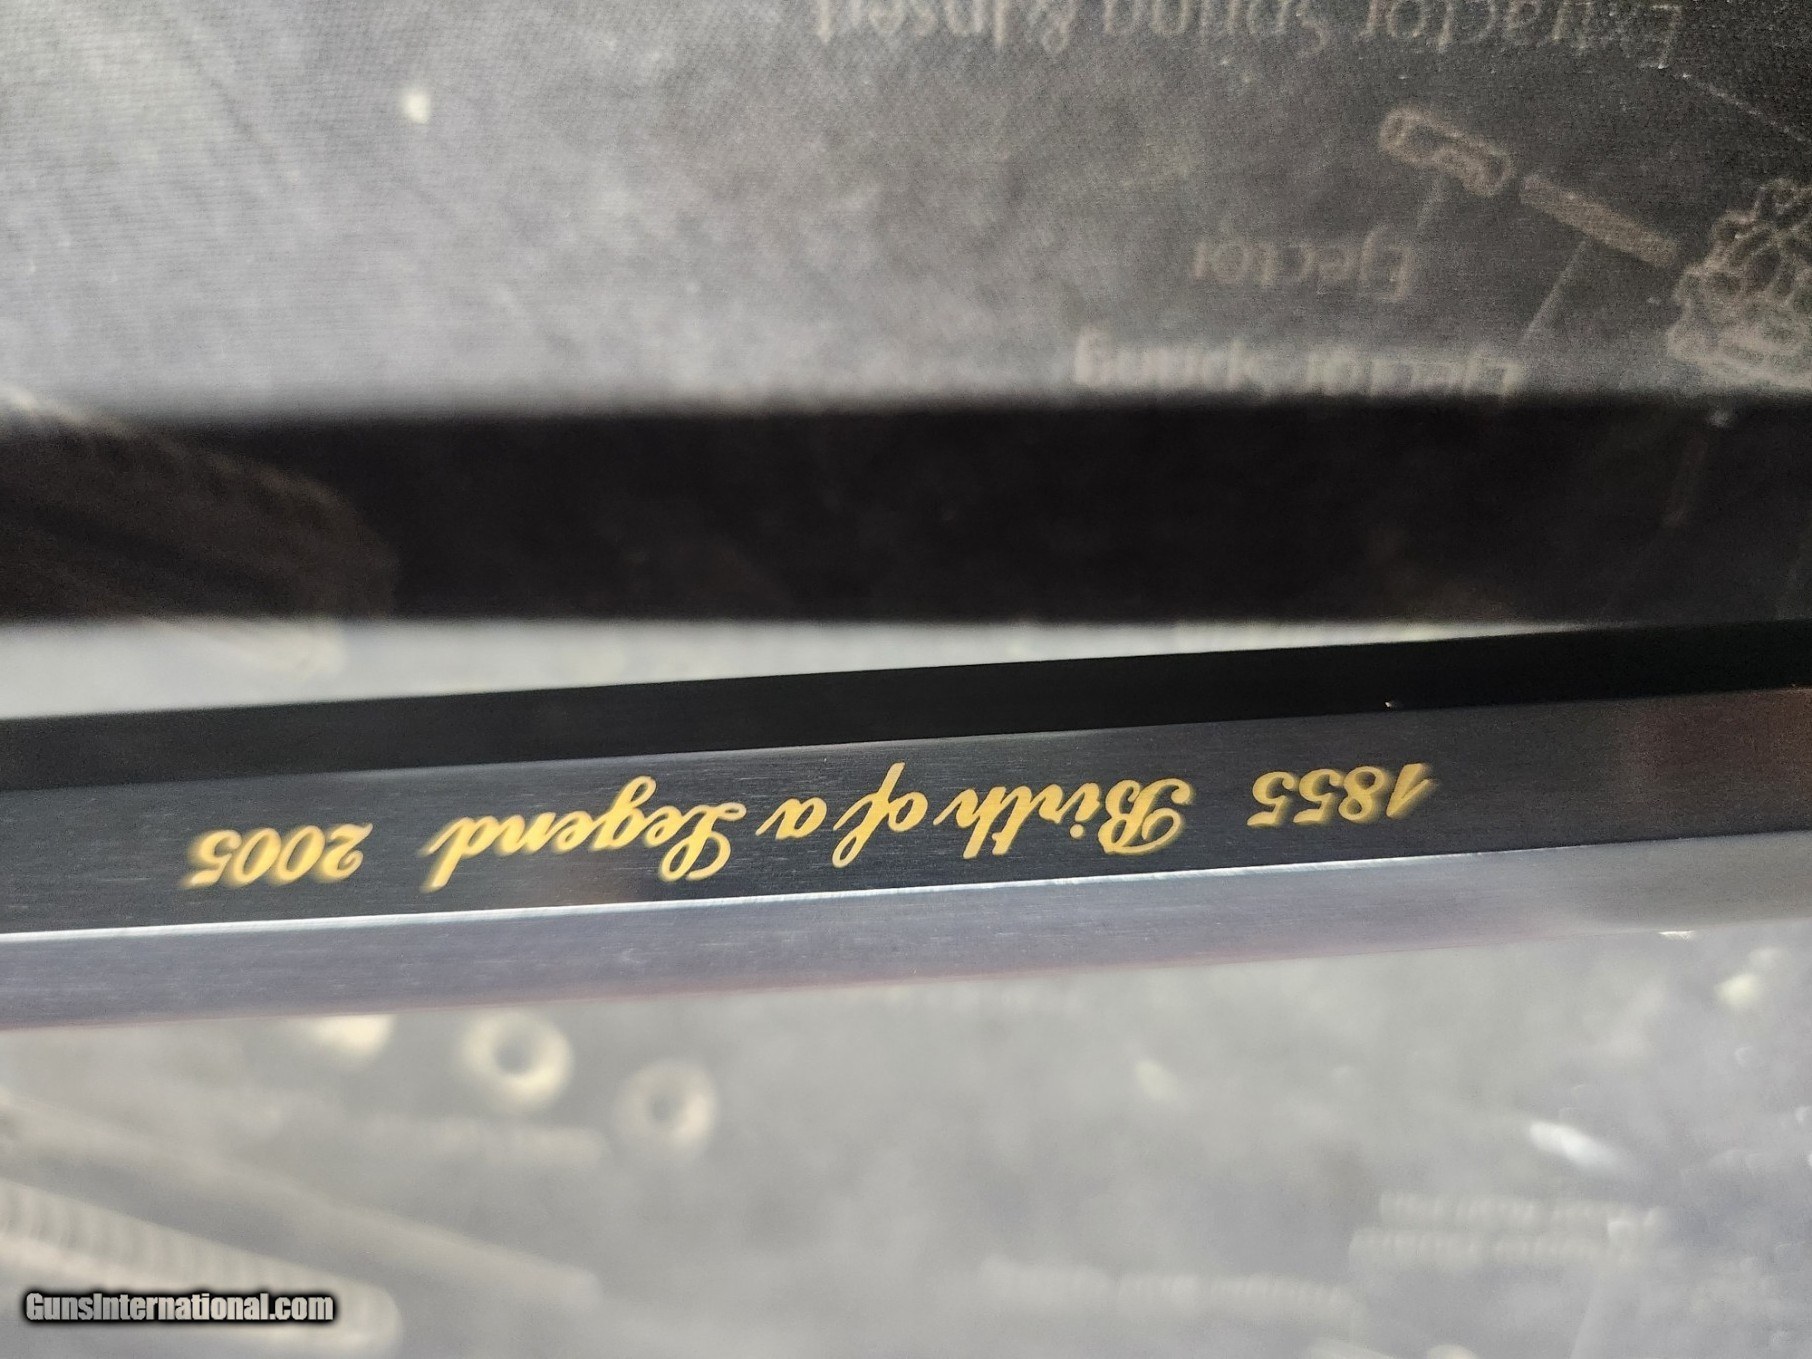 1855 Birth of a Legend 2005
Ejector Spring
Ejector
Extractor Spring & Insert
GunsInternational.com